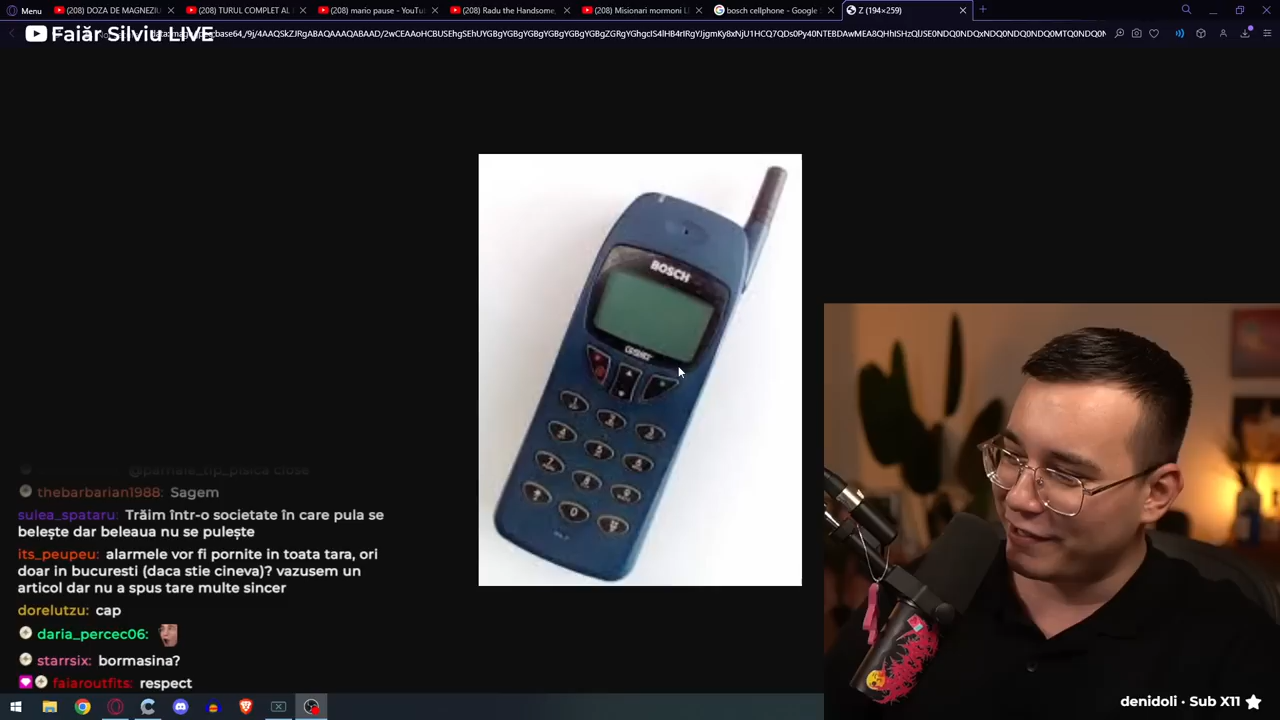 Menu
(208) DOZA DE MAGNEZIU
(208) TURUL COMPLET AL
(208) mario pause - YouTu
(208) Radu the Handsome,
(208) Misionari mormoni
bosch cellphone - Google
Z (194×259)
Faiăr Silviu LIVE
BOSCH
0
thebarbarian1988: Sagem
sulea_spataru: Trăim într-o societate în care pula se
belește dar beleaua nu se pulește
its_peupeu: alarmele vor fi pornite in toata tara, ori
doar in bucuresti (daca stie cineva)? vazusem un
articol dar nu a spus tare multe sincer
dorelutzu: cap
daria_percec06:
starrsix: bormasina?
faiaroutfits: respect
denidoli · Sub X11